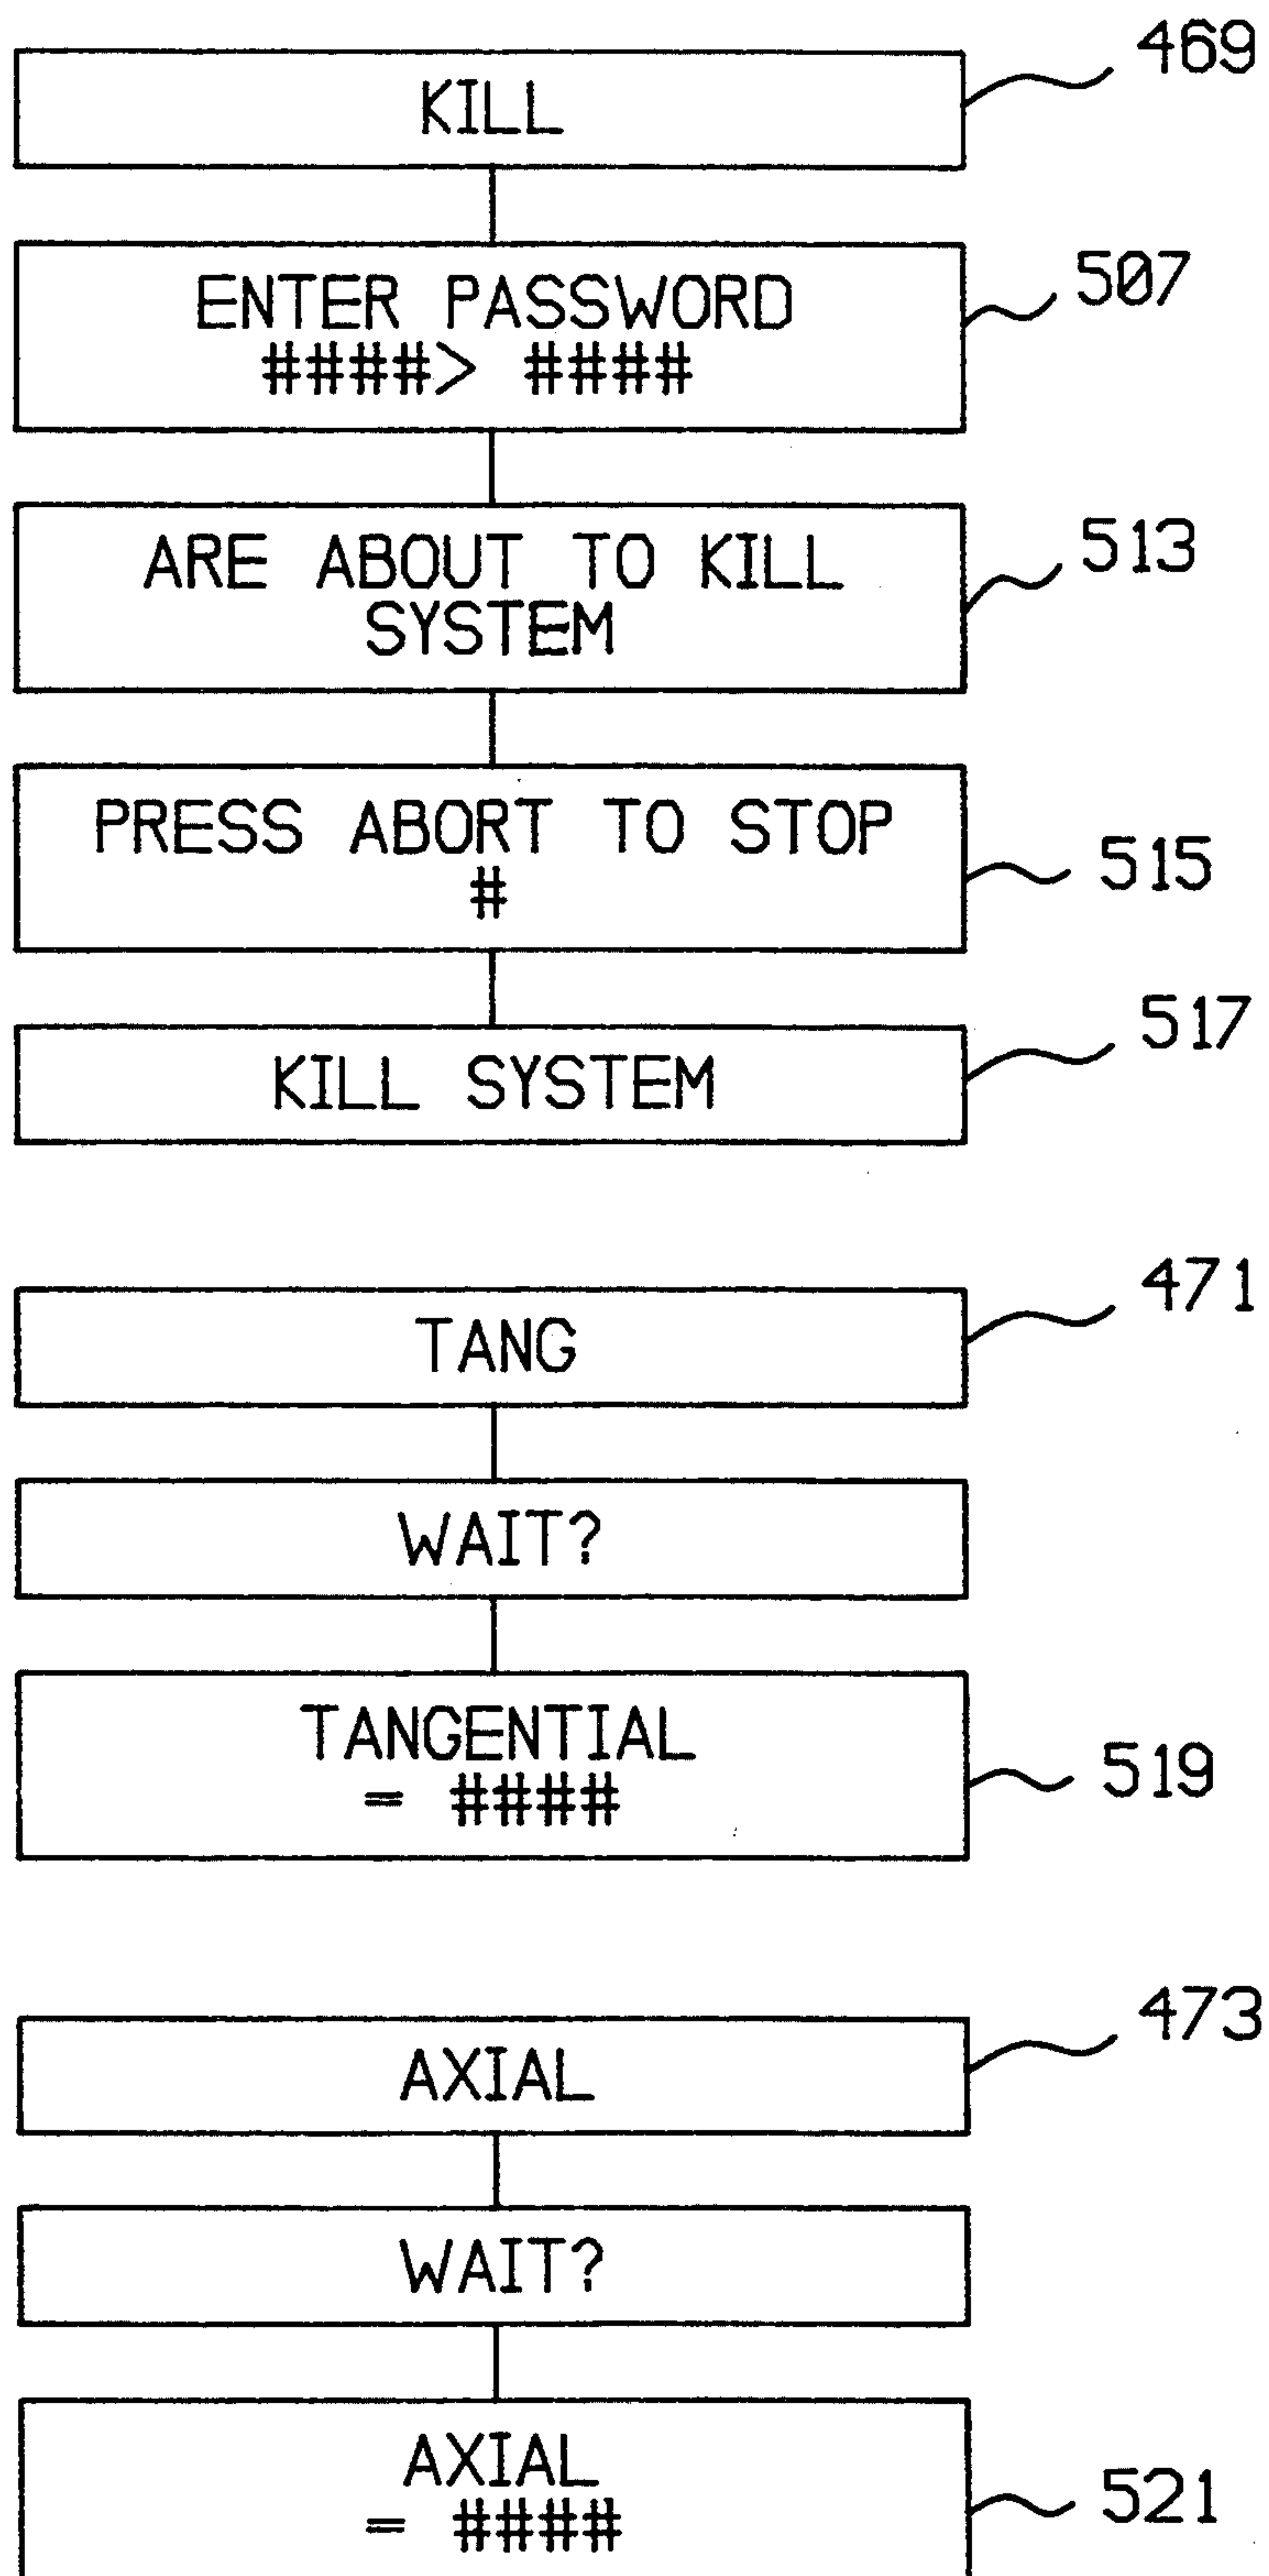 KILL
469
ENTER PASSWORD
####> ####
507
ARE ABOUT TO KILL
SYSTEM
513
PRESS ABORT TO STOP
#
515
KILL SYSTEM
517
TANG
471
WAIT?
TANGENTIAL
= ####
519
AXIAL
473
WAIT?
AXIAL
= ####
521